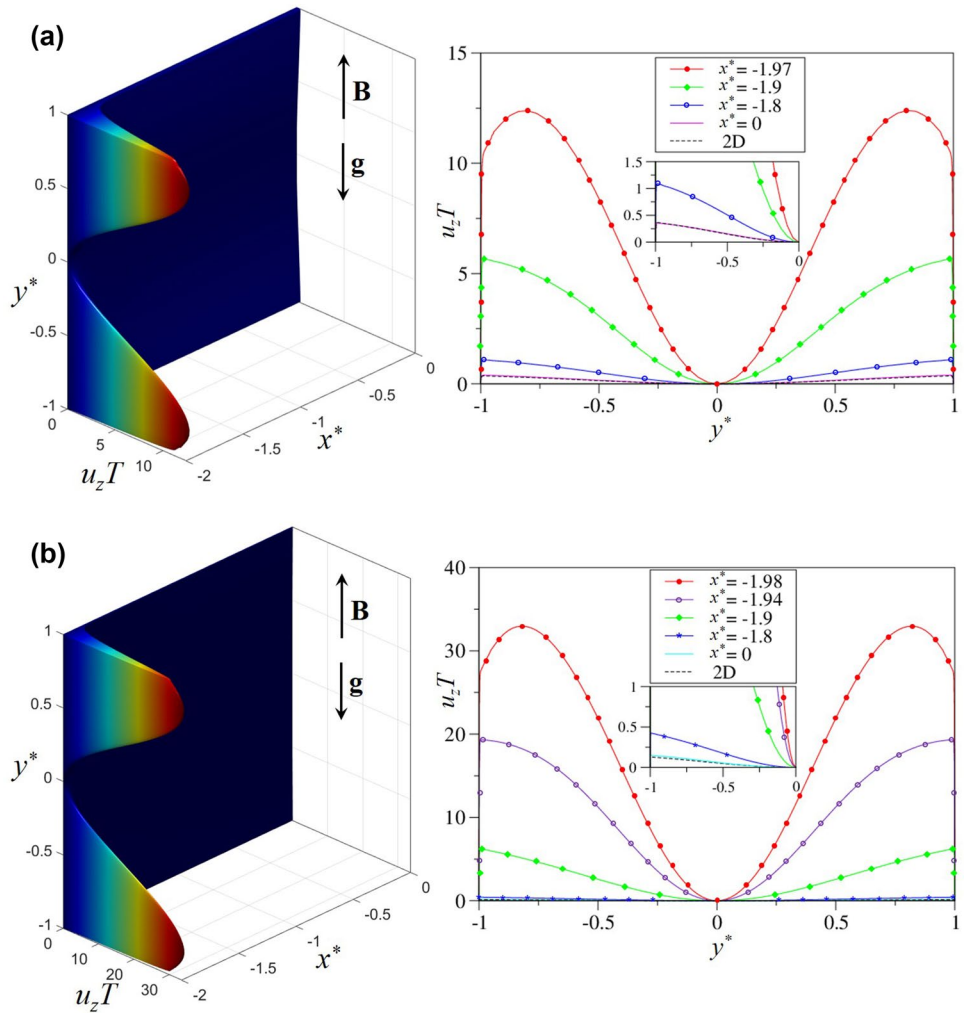 (a)
B
g
1
0.5
0
-0.5
-1
y*
0
5
10
u_zT
-2
-1.5
-1
-0.5
0
x*
15
10
5
0
u_zT
x* = -1.97
x* = -1.9
x* = -1.8
x* = 0
2D
1.5
1
0.5
0
-1 -0.5 0
-1 -0.5 0 0.5 1
y*
(b)
B
g
1
0.5
0
-0.5
-1
y*
0
10
20
30
u_zT
-2
-1.5
-1
-0.5
0
x*
40
30
20
10
0
u_zT
x* = -1.98
x* = -1.94
x* = -1.9
x* = -1.8
x* = 0
2D
1
0.5
0
-1 -0.5 0
-1 -0.5 0 0.5 1
y*